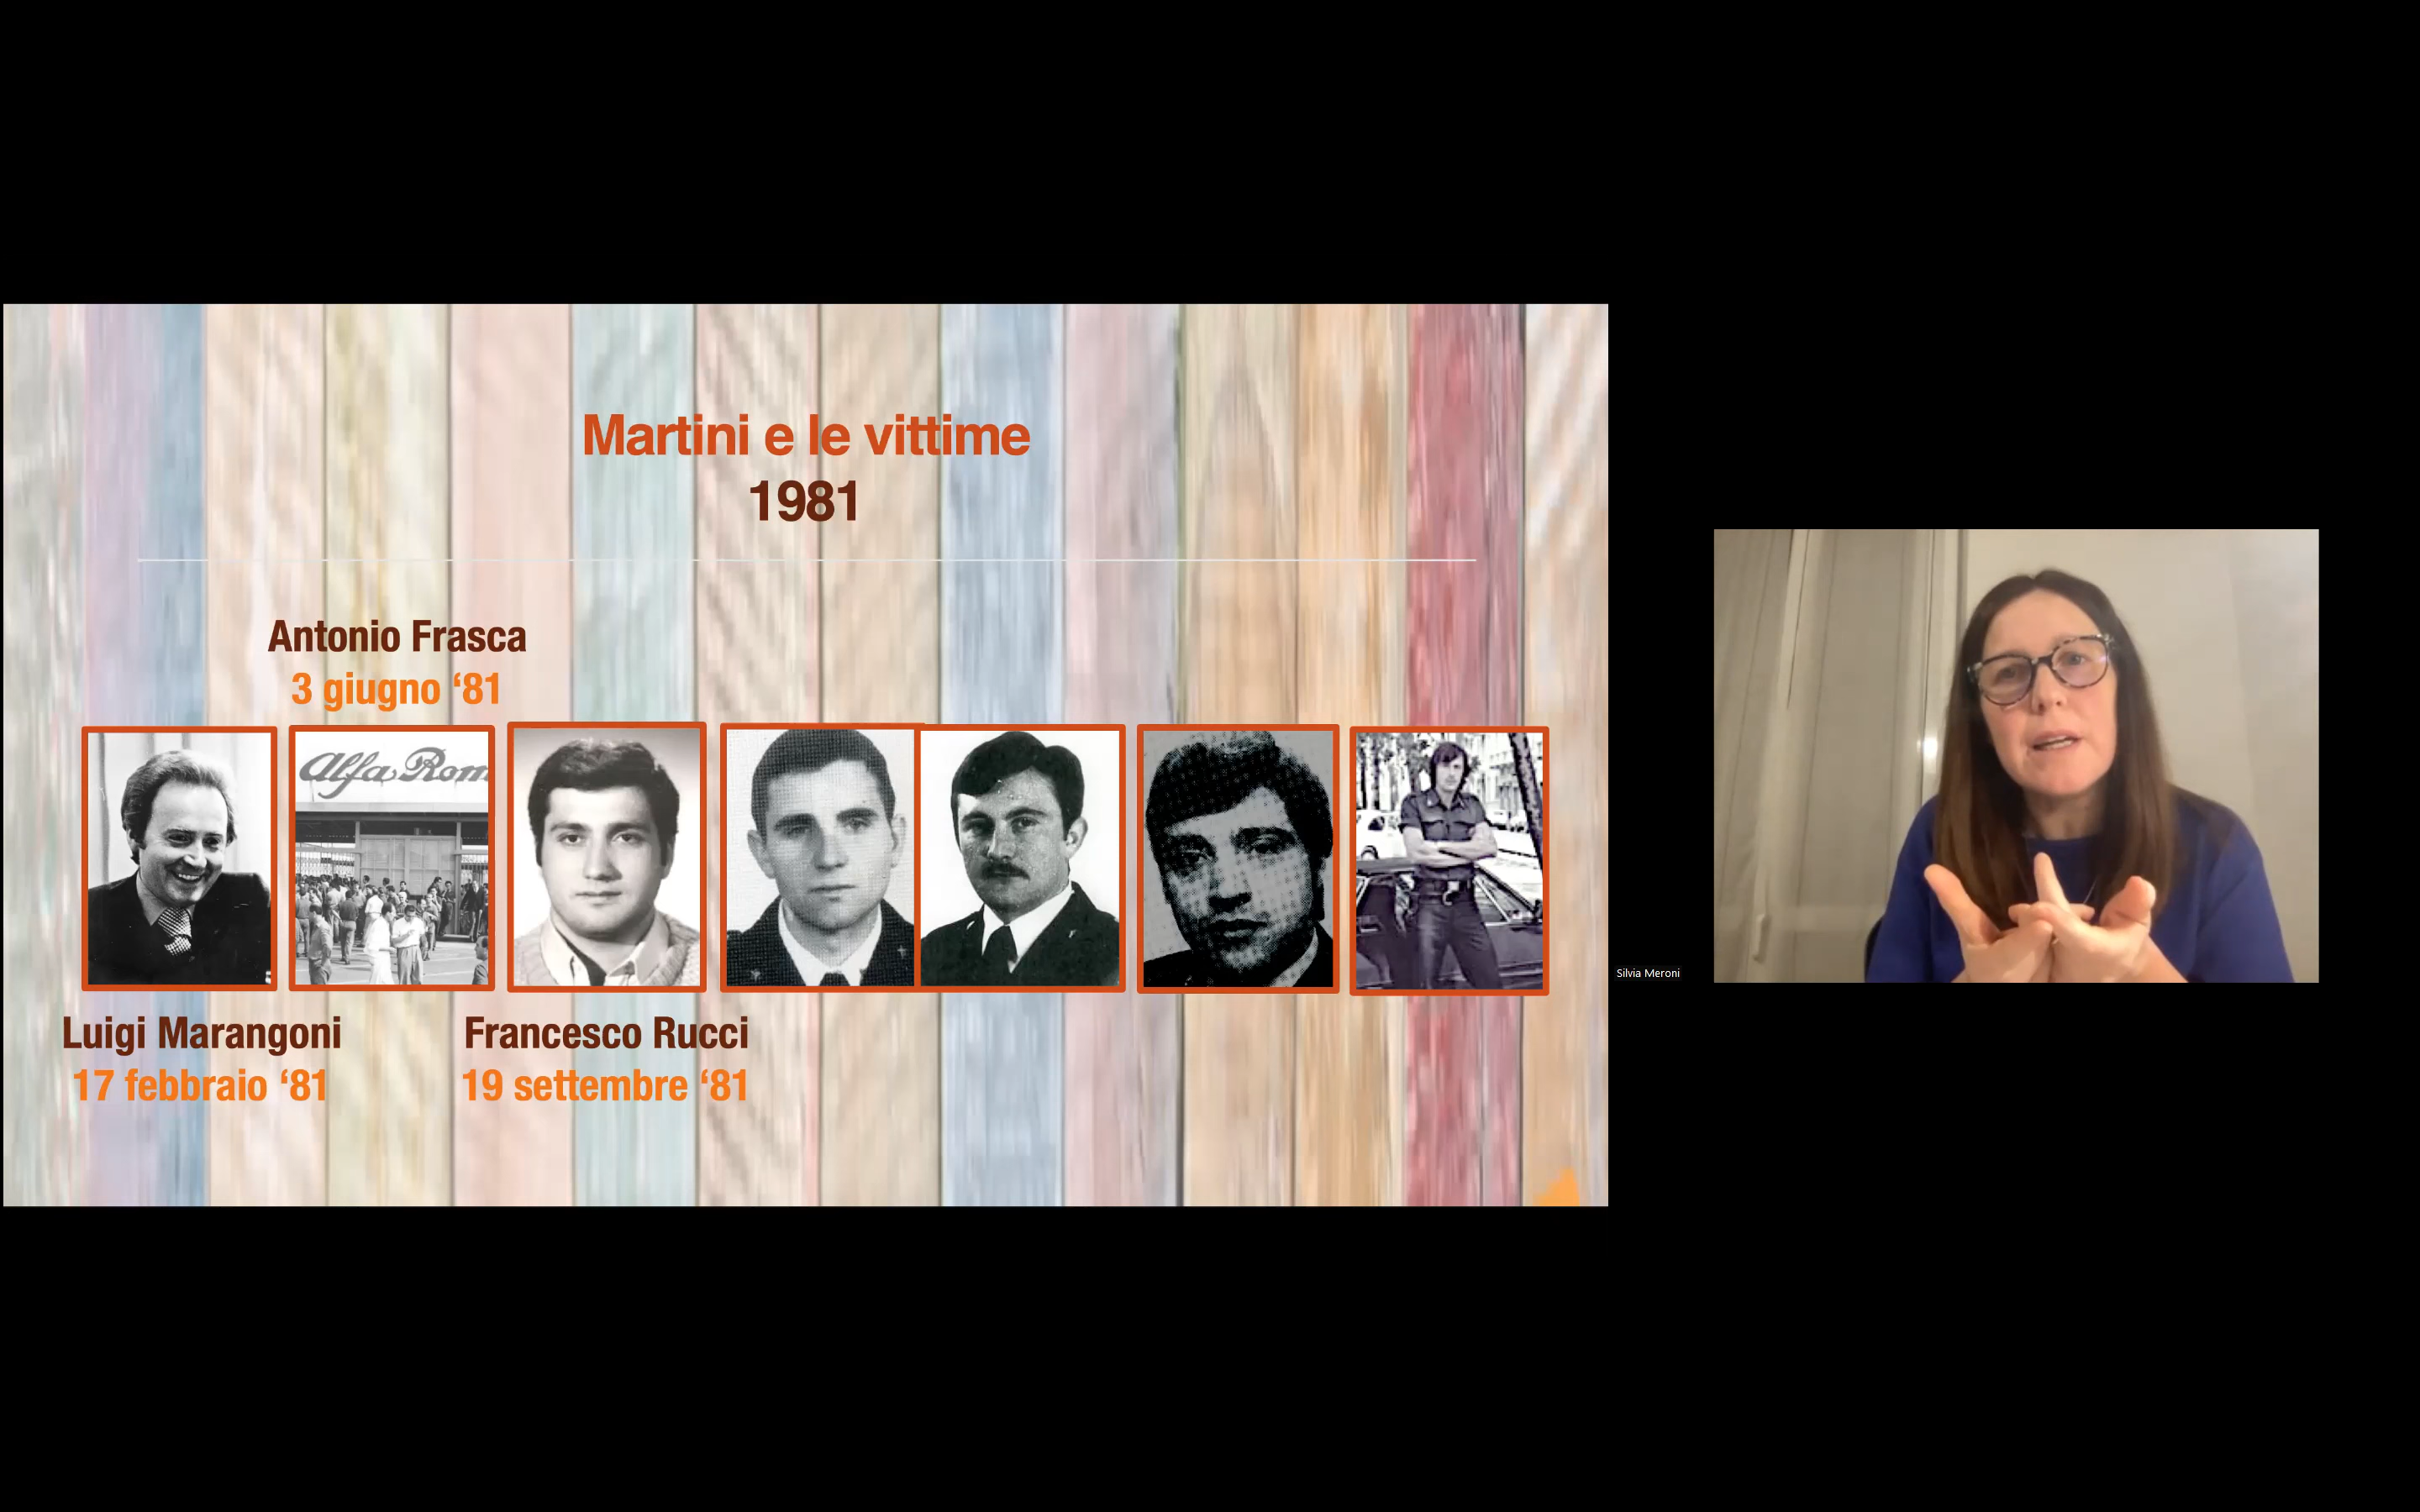 Martini e le vittime
1981
Antonio Frasca
3 giugno ‘81
Alfa Rom
Luigi Marangoni
17 febbraio ‘81
Francesco Rucci
19 settembre ‘81
Silvia Meroni